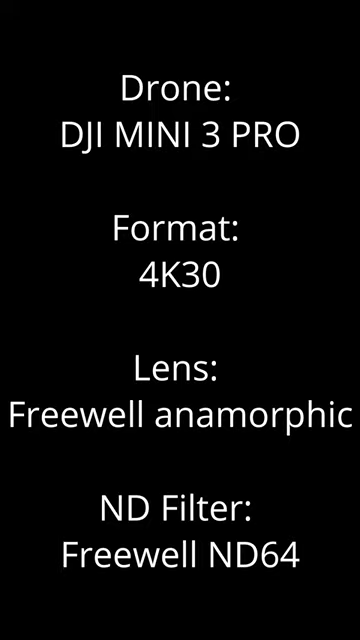 Drone:
DJI MINI 3 PRO
Format:
4K30
Lens:
Freewell anamorphic
ND Filter:
Freewell ND64